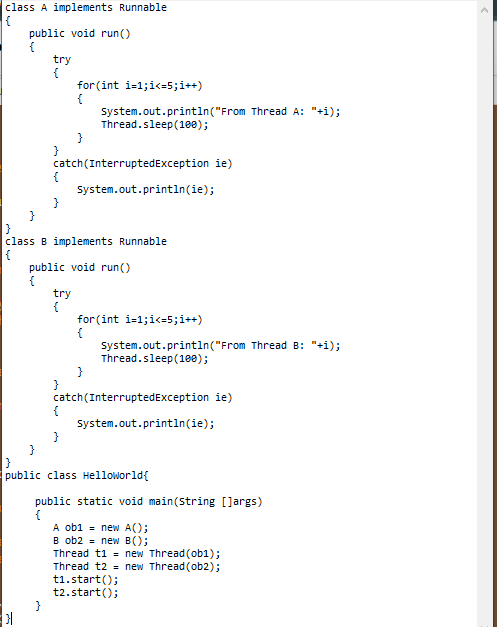 class A implements Runnable
{
    public void run()
    {
        try
        {
            for(int i=1;i<=5;i++)
            {
                System.out.println("From Thread A: "+i);
                Thread.sleep(100);
            }
        }
        catch(InterruptedException ie)
        {
            System.out.println(ie);
        }
    }
}
class B implements Runnable
{
    public void run()
    {
        try
        {
            for(int i=1;i<=5;i++)
            {
                System.out.println("From Thread B: "+i);
                Thread.sleep(100);
            }
        }
        catch(InterruptedException ie)
        {
            System.out.println(ie);
        }
    }
}
public class HelloWorld{

     public static void main(String []args)
     {
        A ob1 = new A();
        B ob2 = new B();
        Thread t1 = new Thread(ob1);
        Thread t2 = new Thread(ob2);
        t1.start();
        t2.start();
     }
}